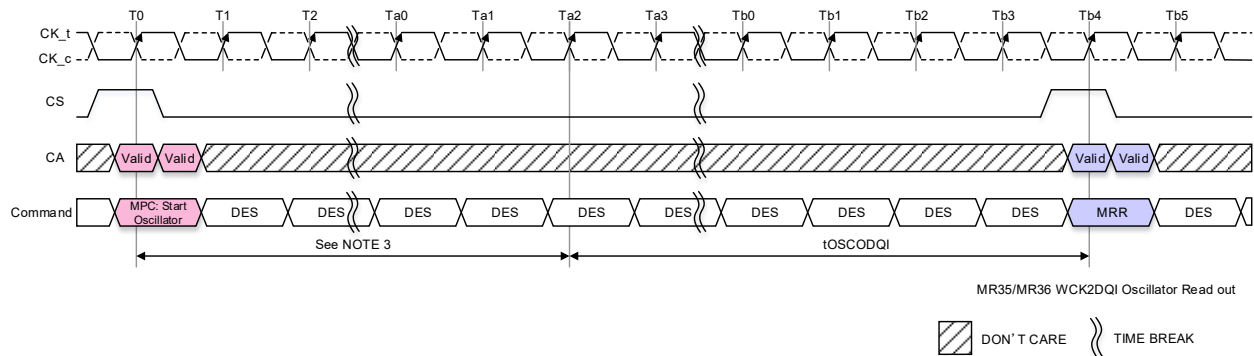 T0 T1 T2 Ta0 Ta1 Ta2 Ta3 Tb0 Tb1 Tb2 Tb3 Tb4 Tb5
CK_t
CK_c
CS
CA Valid Valid Valid Valid
Command MPC: Start Oscillator DES DES DES DES DES DES DES DES DES DES MRR DES
See NOTE 3 tOSCODQI
MR35/MR36 WCK2DQI Oscillator Read out
DON'T CARE TIME BREAK